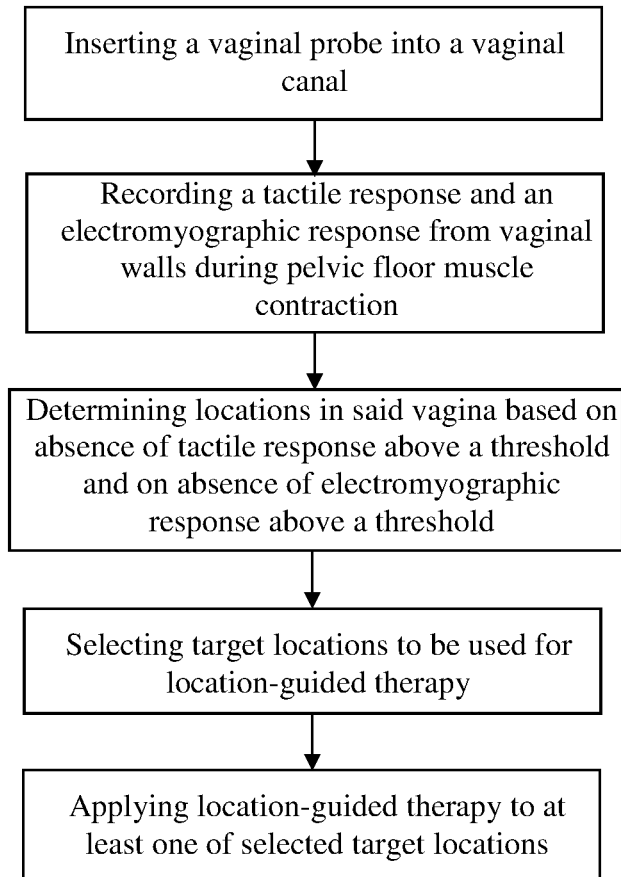 Inserting a vaginal probe into a vaginal
canal
Recording a tactile response and an
electromyographic response from vaginal
walls during pelvic floor muscle
contraction
Determining locations in said vagina based on
absence of tactile response above a threshold
and on absence of electromyographic
response above a threshold
Selecting target locations to be used for
location-guided therapy
Applying location-guided therapy to at
least one of selected target locations